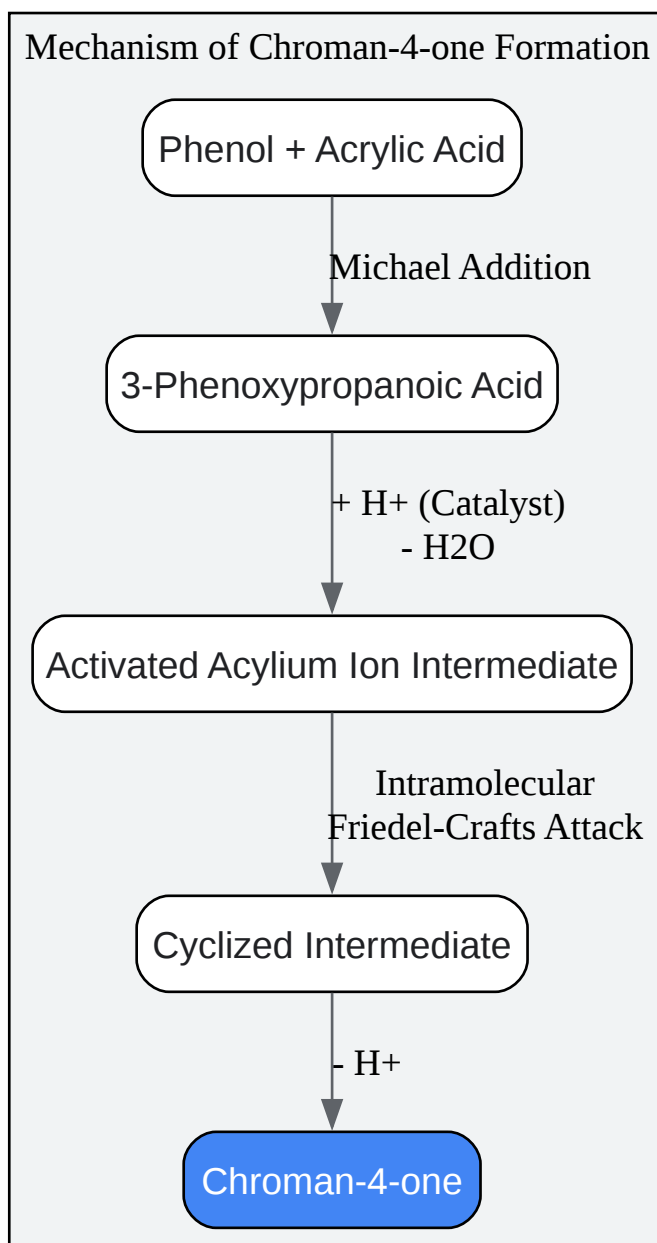 Mechanism of Chroman-4-one Formation
Phenol + Acrylic Acid
Michael Addition
3-Phenoxypropanoic Acid
+ H+ (Catalyst)
- H2O
Activated Acylium Ion Intermediate
Intramolecular
Friedel-Crafts Attack
Cyclized Intermediate
- H+
Chroman-4-one